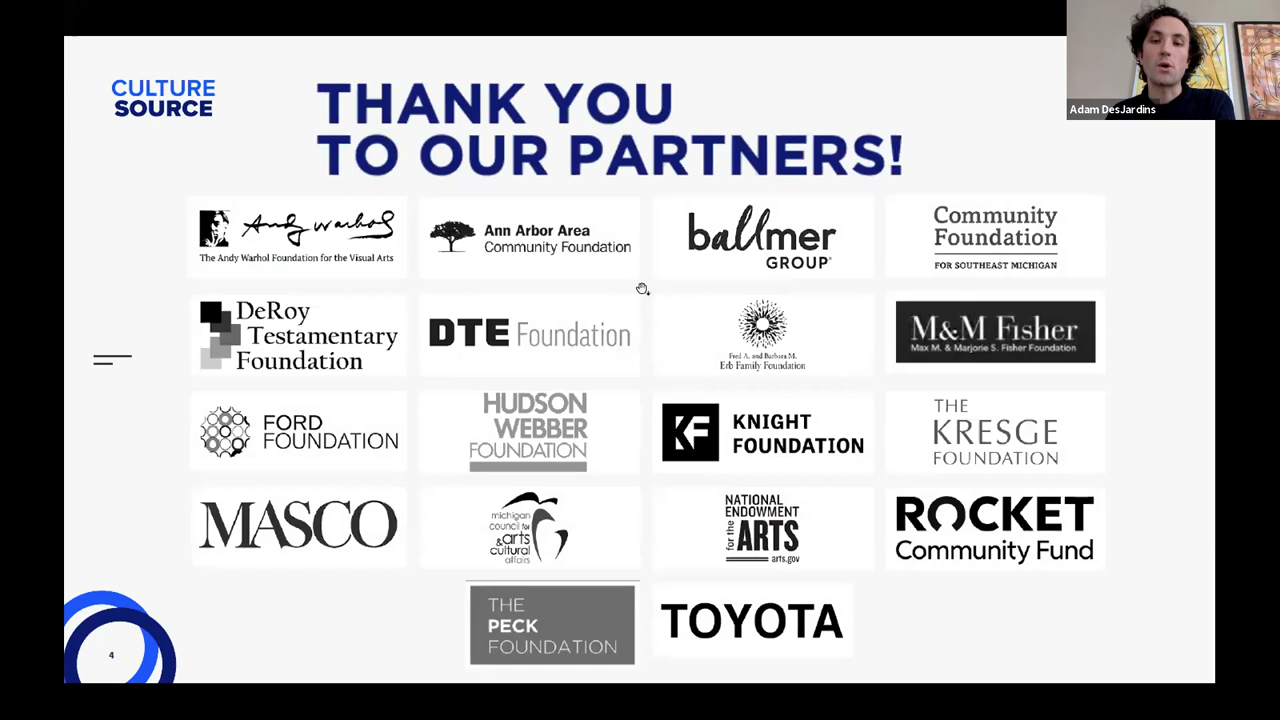 CULTURE
SOURCE
THANK YOU
TO OUR PARTNERS!
Adam DesJardins
Andy Warhol
The Andy Warhol Foundation for the Visual Arts
Ann Arbor Area
Community Foundation
ballmer
GROUP
Community
Foundation
FOR SOUTHEAST MICHIGAN
DeRoy
Testamentary
Foundation
DTE Foundation
Fred A. and Barbara M.
Erb Family Foundation
M&M Fisher
Max M. & Marjorie S. Fisher Foundation
FORD
FOUNDATION
HUDSON
WEBBER
FOUNDATION
KF
KNIGHT
FOUNDATION
THE
KRESGE
FOUNDATION
MASCO
michigan
council for
& arts
cultural
affairs
NATIONAL
ENDOWMENT
for the ARTS
arts.gov
ROCKET
Community Fund
THE
PECK
FOUNDATION
TOYOTA
4